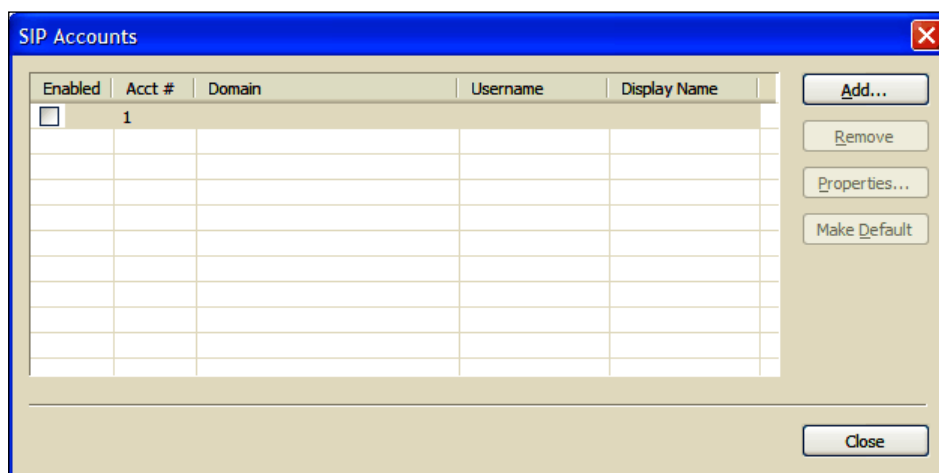 SIP Accounts
Enabled Acct # Domain Username Display Name
1
Add...
Remove
Properties...
Make Default
Close